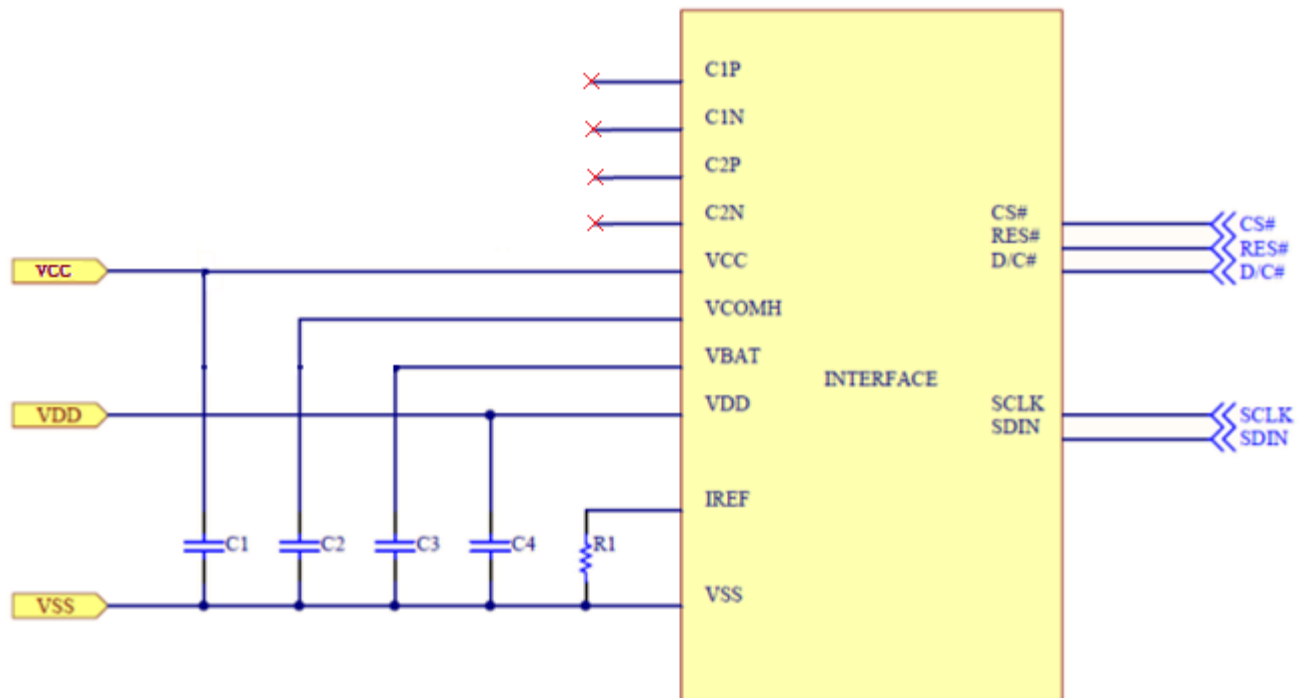 C1P
C1N
C2P
C2N
VCC
VCOMH
VBAT
VDD
IREF
VSS
INTERFACE
CS#
RES#
D/C#
SCLK
SDIN
CS#
RES#
D/C#
SCLK
SDIN
VCC
VDD
VSS
C1
C2
C3
C4
R1